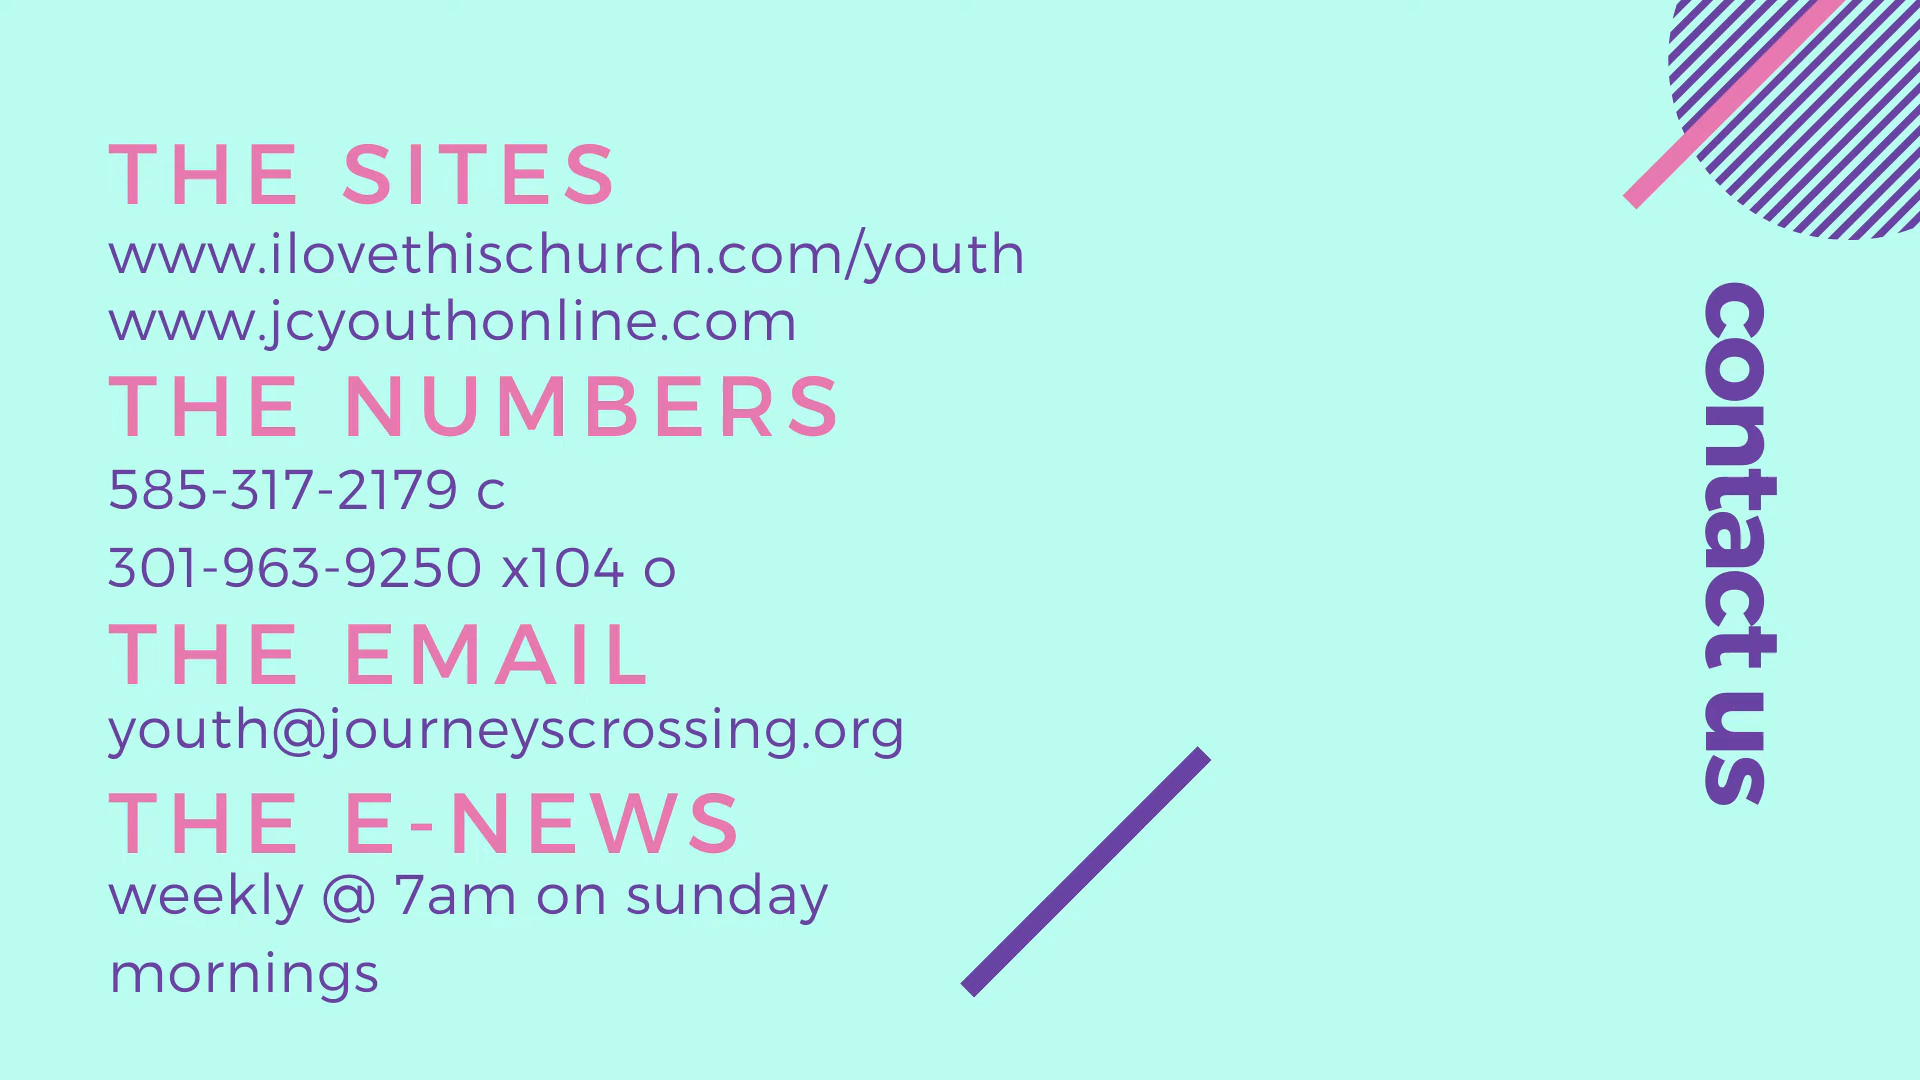 THE SITES
www.ilovethischurch.com/youth
www.jcyouthonline.com
THE NUMBERS
585-317-2179 c
301-963-9250 x104 o
THE EMAIL
youth@journeyscrossing.org
THE E-NEWS
weekly @ 7am on sunday
mornings
contact us